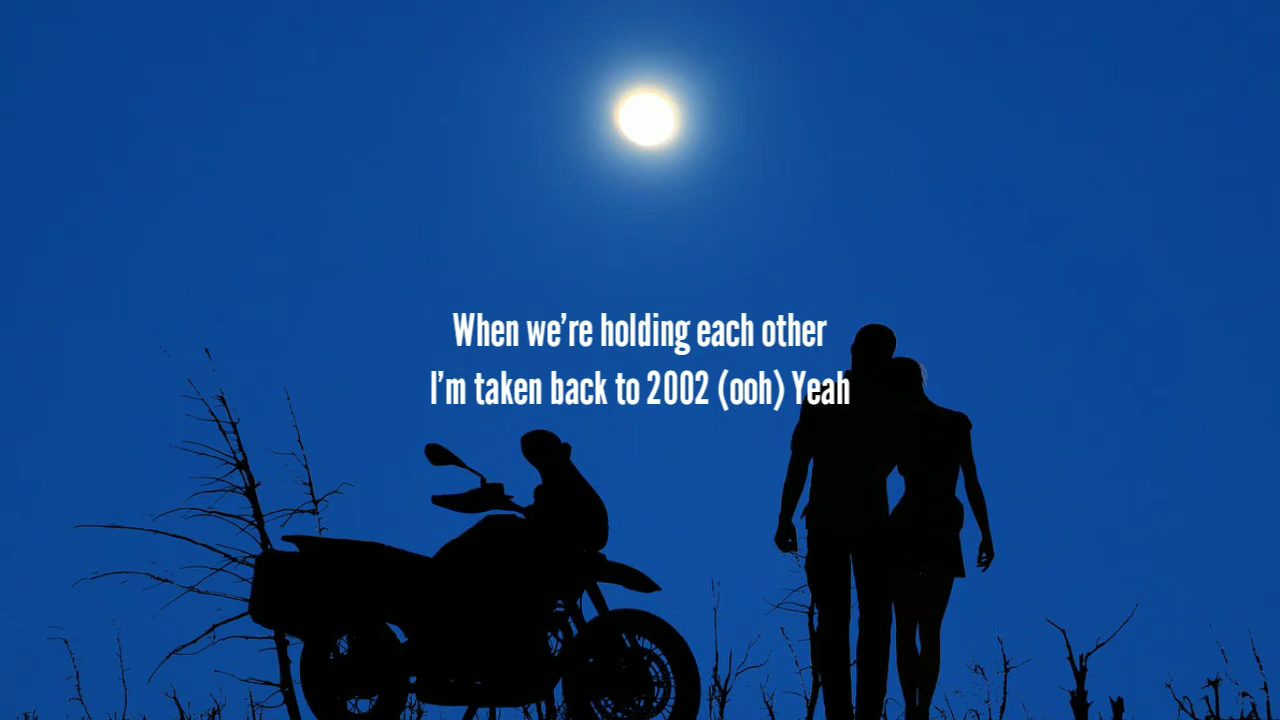 When we’re holding each other
I’m taken back to 2002 (ooh) Yeah